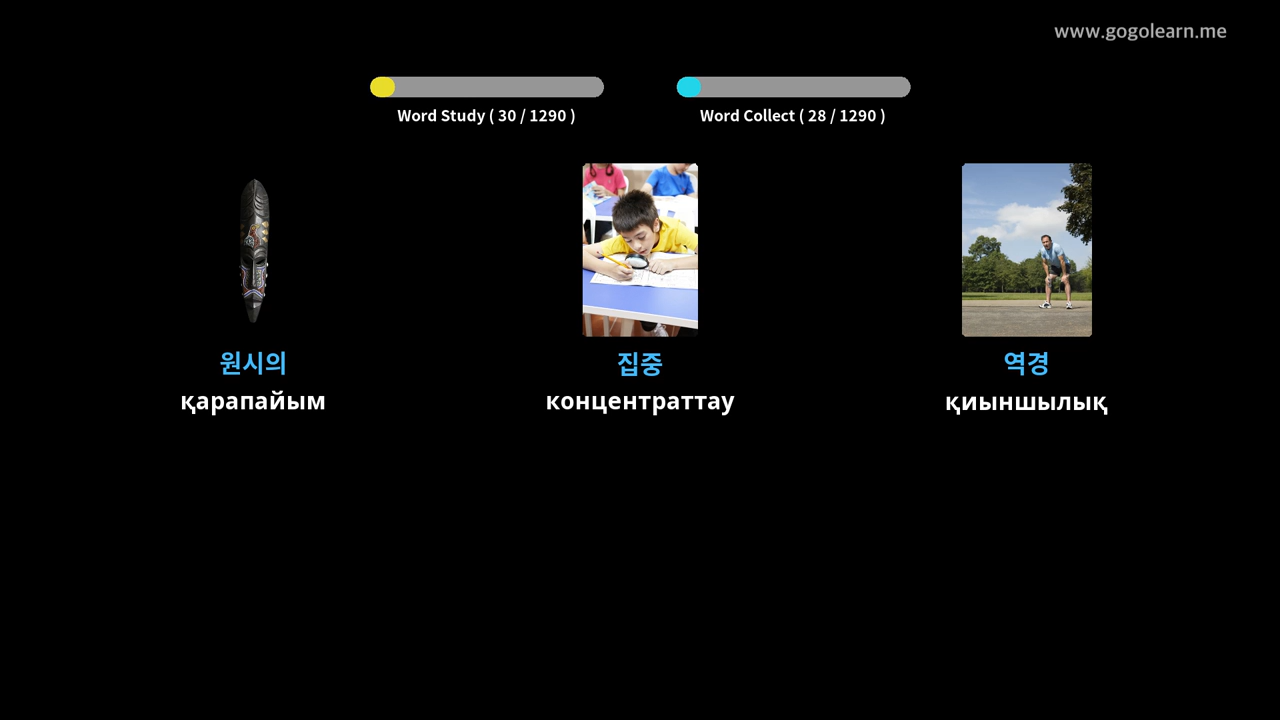 www.gogolearn.me
Word Study ( 30 / 1290 )
Word Collect ( 28 / 1290 )
원시의
집중
역경
қарапайым
концентраттау
қиыншылық